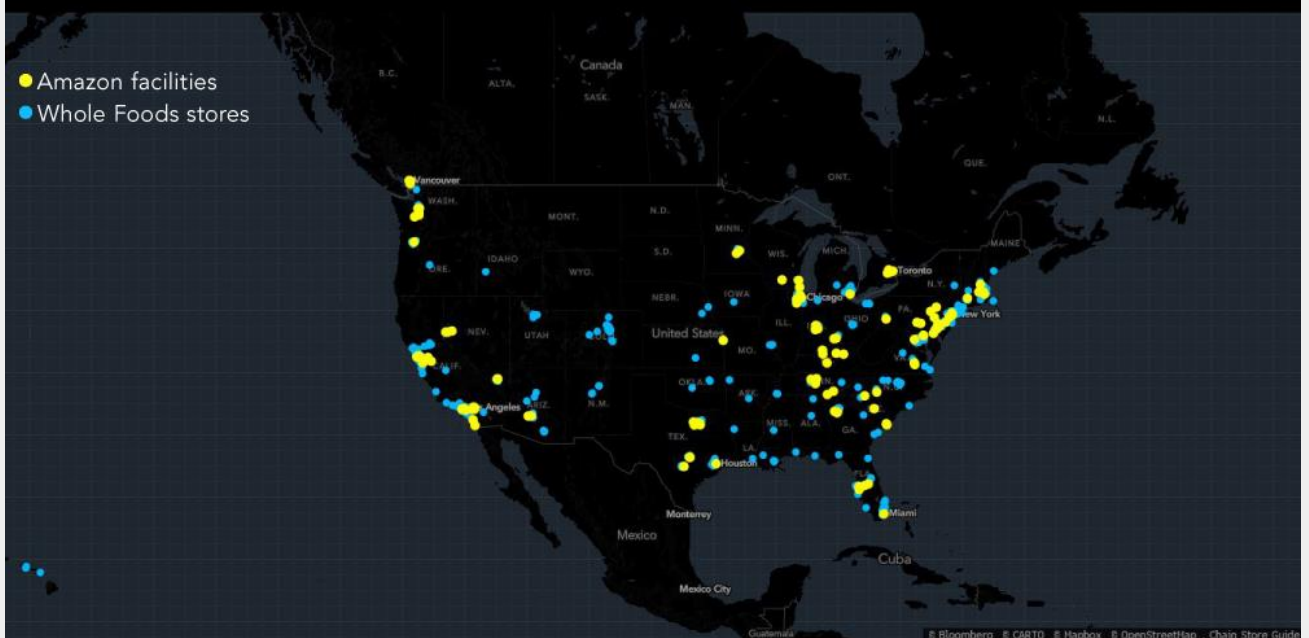 Amazon facilities
Whole Foods stores
Canada
B.C.
ALTA.
SASK.
MAN.
N.L.
QUE.
ONT.
Vancouver
WASH.
MONT.
N.D.
MINN.
S.D.
WIS.
MICH.
MAINE
ORE.
IDAHO
WYO.
Toronto
N.Y.
NEBR.
IOWA
Chicago
PA.
ILL.
OHIO
New York
NEV.
UTAH
United States
MO.
CALIF.
VA.
OKLA.
ARK.
N.C.
Angeles
ARIZ.
N.M.
MISS.
ALA.
GA.
TEX.
LA.
Houston
FLA.
Monterrey
Miami
Mexico
Cuba
Mexico City
Guatemala
© Bloomberg © CARTO © Mapbox © OpenStreetMap Chain Store Guide